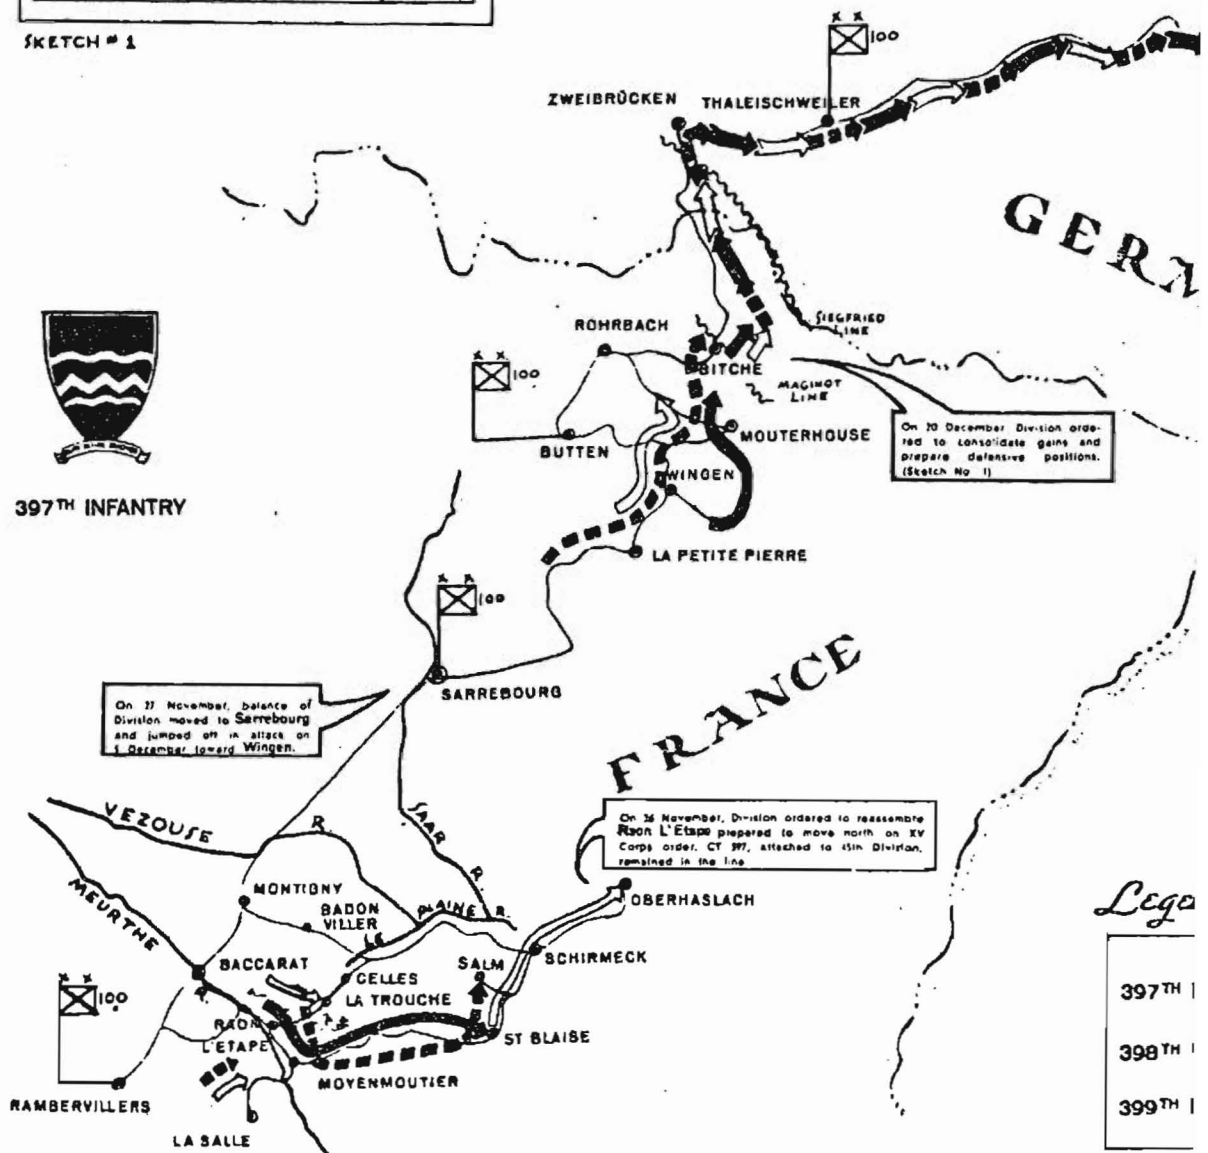 SKETCH # 1
100
ZWEIBRÜCKEN
THALEISCHWEILER
GERM
SIEGFRIED
LINE
ROHRBACH
BITCHE
100
MAGINOT
LINE
MOUTERHOUSE
BUTTEN
WINGEN
On 20 December Division orde-
red to consolidate gains and
prepare defensive positions.
(Sketch No 1)
397TH INFANTRY
LA PETITE PIERRE
100
SARREBOURG
FRANCE
On 27 November, balance of
Division moved to Sarrebourg
and jumped off in attack on
5 December toward Wingen.
On 26 November, Division ordered to reassembre
Raon L'Etape prepared to move north on XV
Corps order. CT 397, attached to 45th Division,
remained in the line
VEZOUSE R.
SAAR R.
MEURTHE R.
MONTIGNY
BADON
VILLER
LE PLAINE R.
OBERHASLACH
BACCARAT
CELLES
SALM
SCHIRMECK
LA TROUCHE
100
RAON
L'ETAPE
ST BLAISE
MOYENMOUTIER
RAMBERVILLERS
LA SALLE
Lege
397TH I
398TH
399TH I